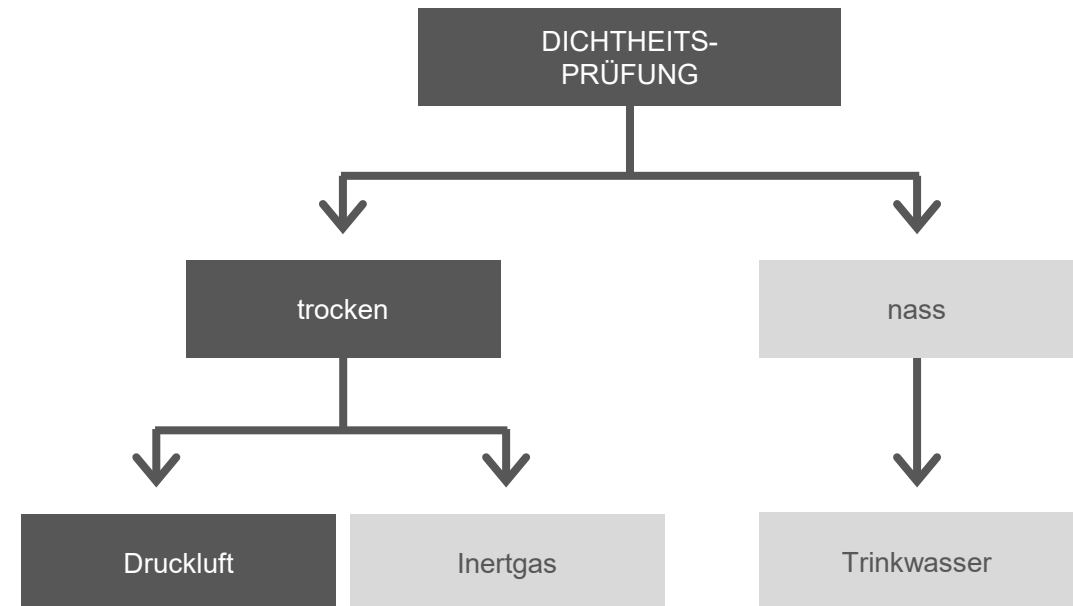 DICHTHEITS-
PRÜFUNG
trocken
nass
Druckluft
Inertgas
Trinkwasser